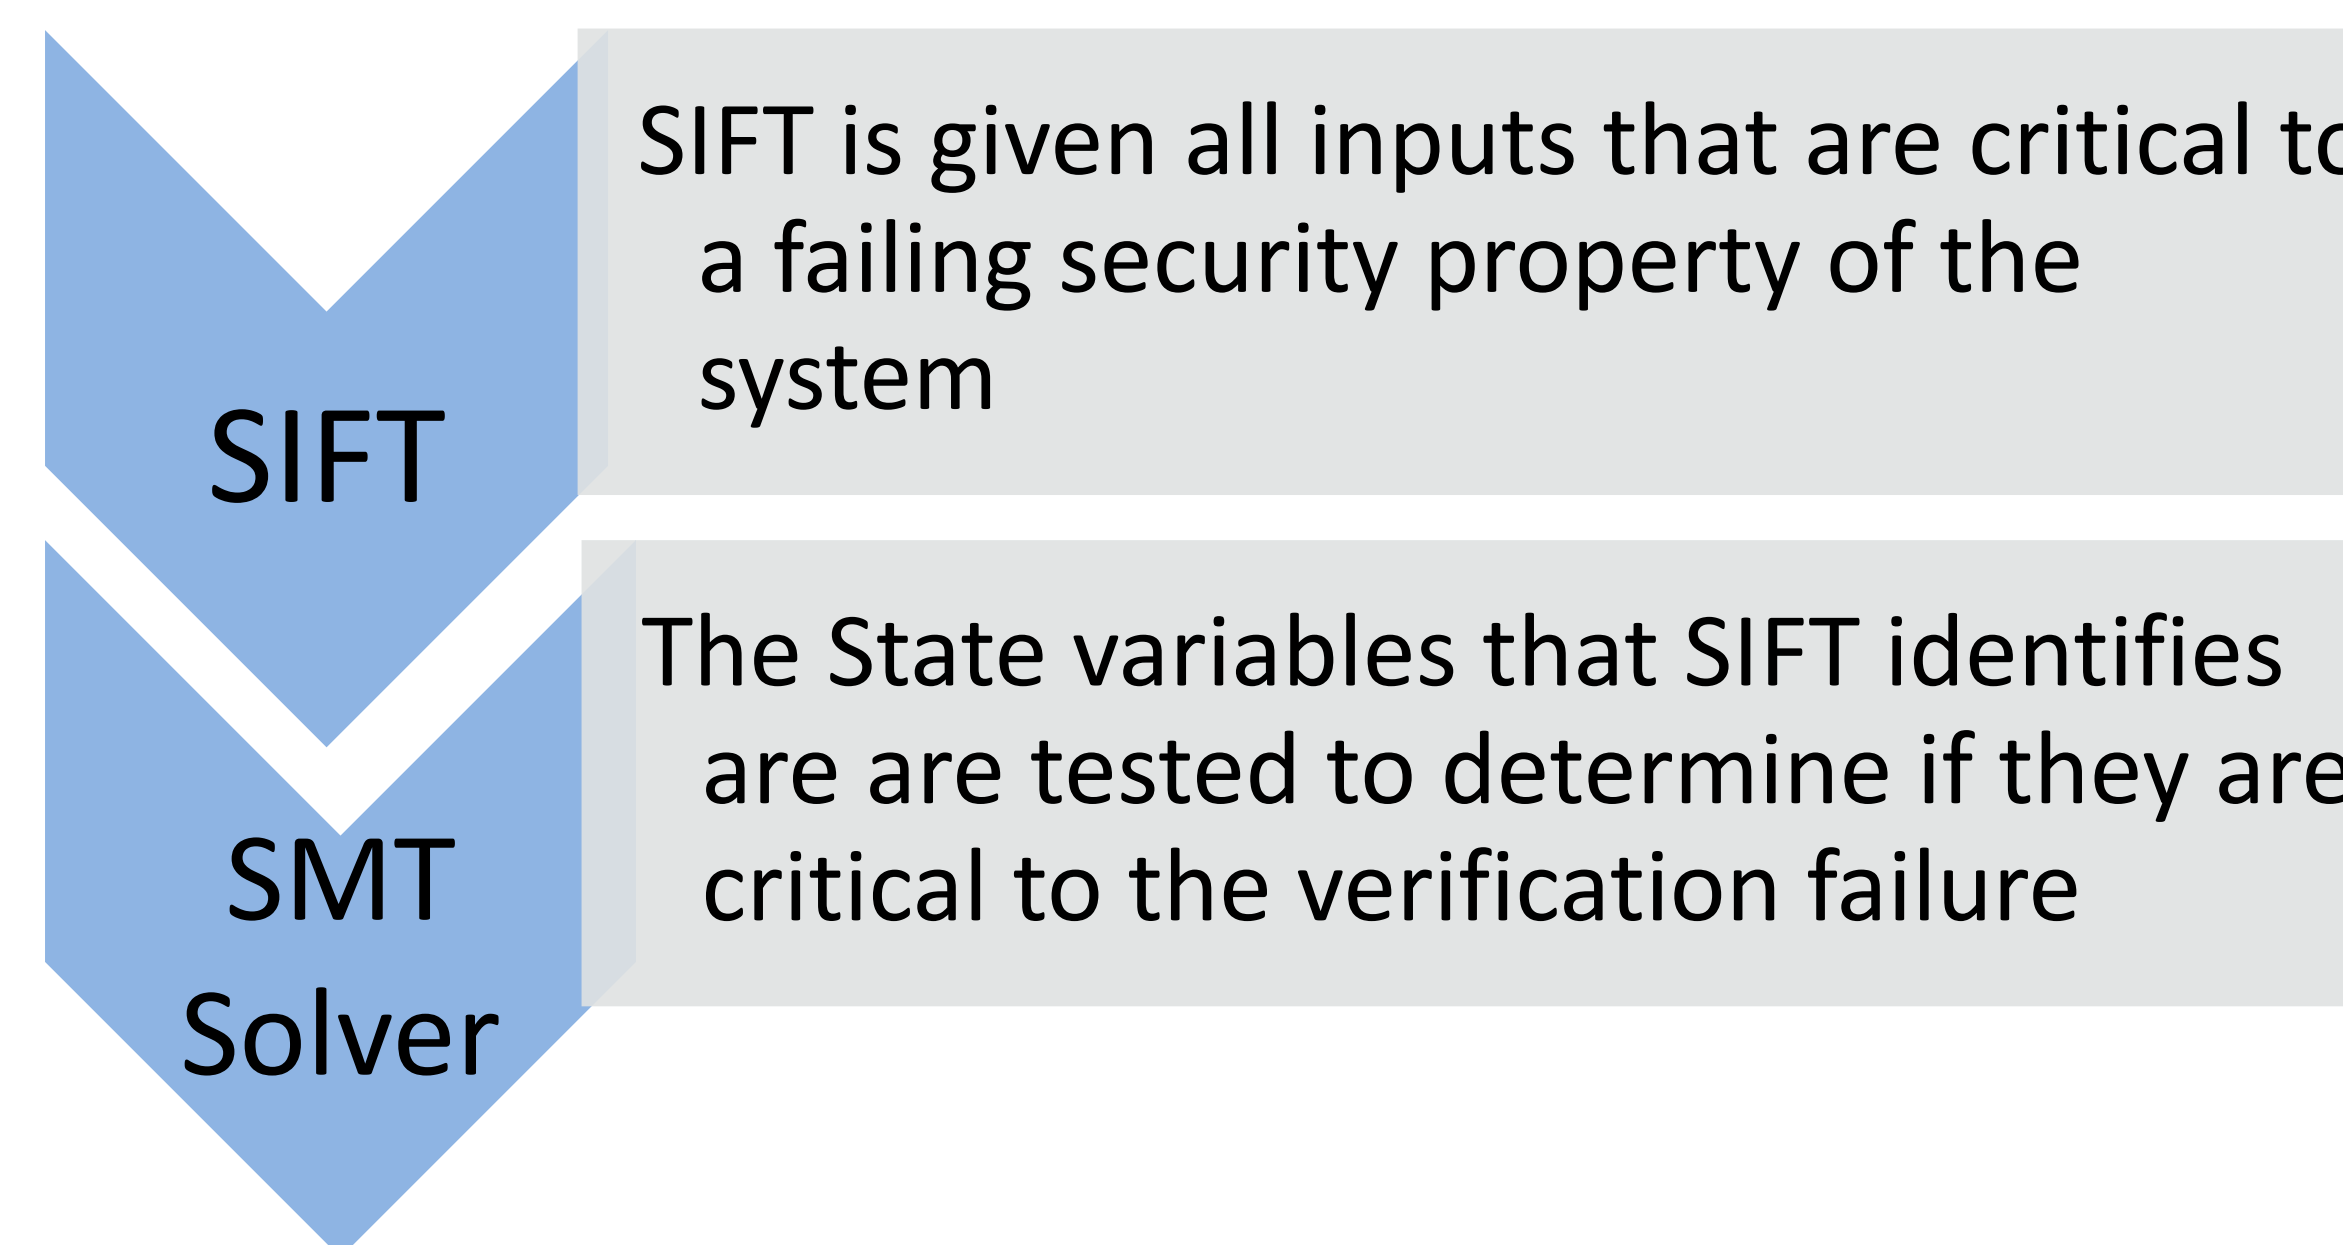 SIFT
SIFT is given all inputs that are critical to
a failing security property of the
system
SMT
Solver
The State variables that SIFT identifies
are are tested to determine if they are
critical to the verification failure